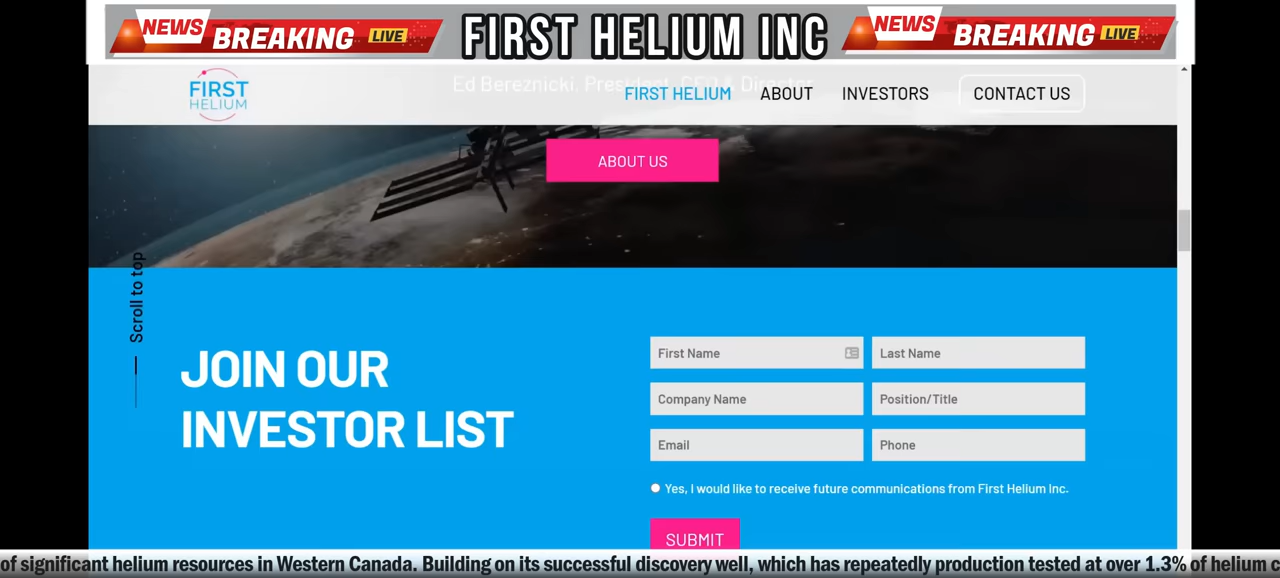 NEWS BREAKING LIVE
FIRST HELIUM INC
NEWS BREAKING LIVE
Ed Bereznicki, President, CEO & Director
FIRST HELIUM
FIRST HELIUM ABOUT INVESTORS CONTACT US
ABOUT US
Scroll to top
JOIN OUR
INVESTOR LIST
First Name Last Name
Company Name Position/Title
Email Phone
Yes, I would like to receive future communications from First Helium Inc.
SUBMIT
of significant helium resources in Western Canada. Building on its successful discovery well, which has repeatedly production tested at over 1.3% of helium